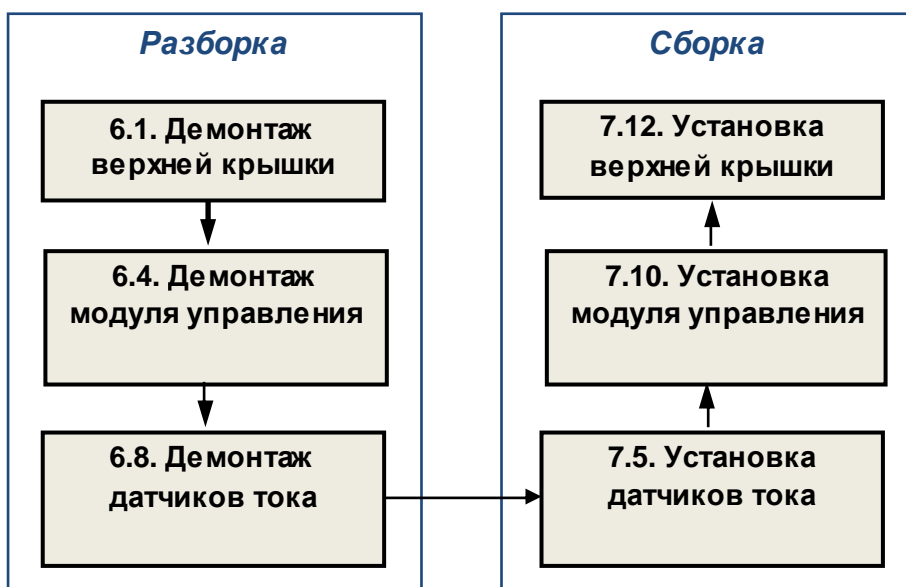 Разборка
6.1. Демонтаж
верхней крышки
6.4. Демонтаж
модуля управления
6.8. Демонтаж
датчиков тока
Сборка
7.12. Установка
верхней крышки
7.10. Установка
модуля управления
7.5. Установка
датчиков тока